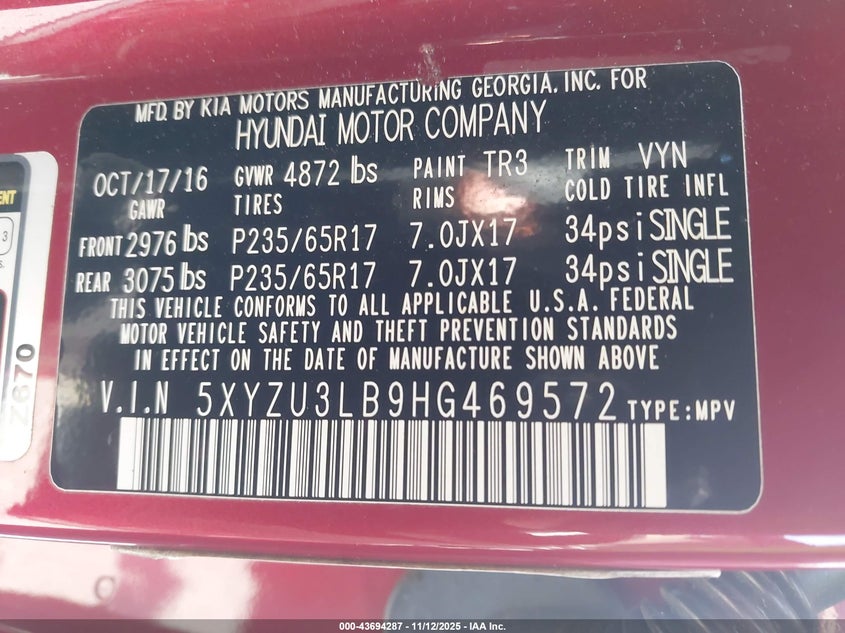 MFD. BY KIA MOTORS MANUFACTURING GEORGIA. INC. FOR
HYUNDAI MOTOR COMPANY
OCT/17/16 GVWR 4872 lbs PAINT TR3 TRIM VYN
GAWR TIRES RIMS COLD TIRE INFL
FRONT 2976 lbs P235/65R17 7.0JX17 34psi SINGLE
REAR 3075 lbs P235/65R17 7.0JX17 34psi SINGLE
THIS VEHICLE CONFORMS TO ALL APPLICABLE U.S.A. FEDERAL
MOTOR VEHICLE SAFETY AND THEFT PREVENTION STANDARDS
IN EFFECT ON THE DATE OF MANUFACTURE SHOWN ABOVE
V.I.N 5XYZU3LB9HG469572 TYPE:MPV
Z670
3
000-43694287 - 11/12/2025 - IAA Inc.